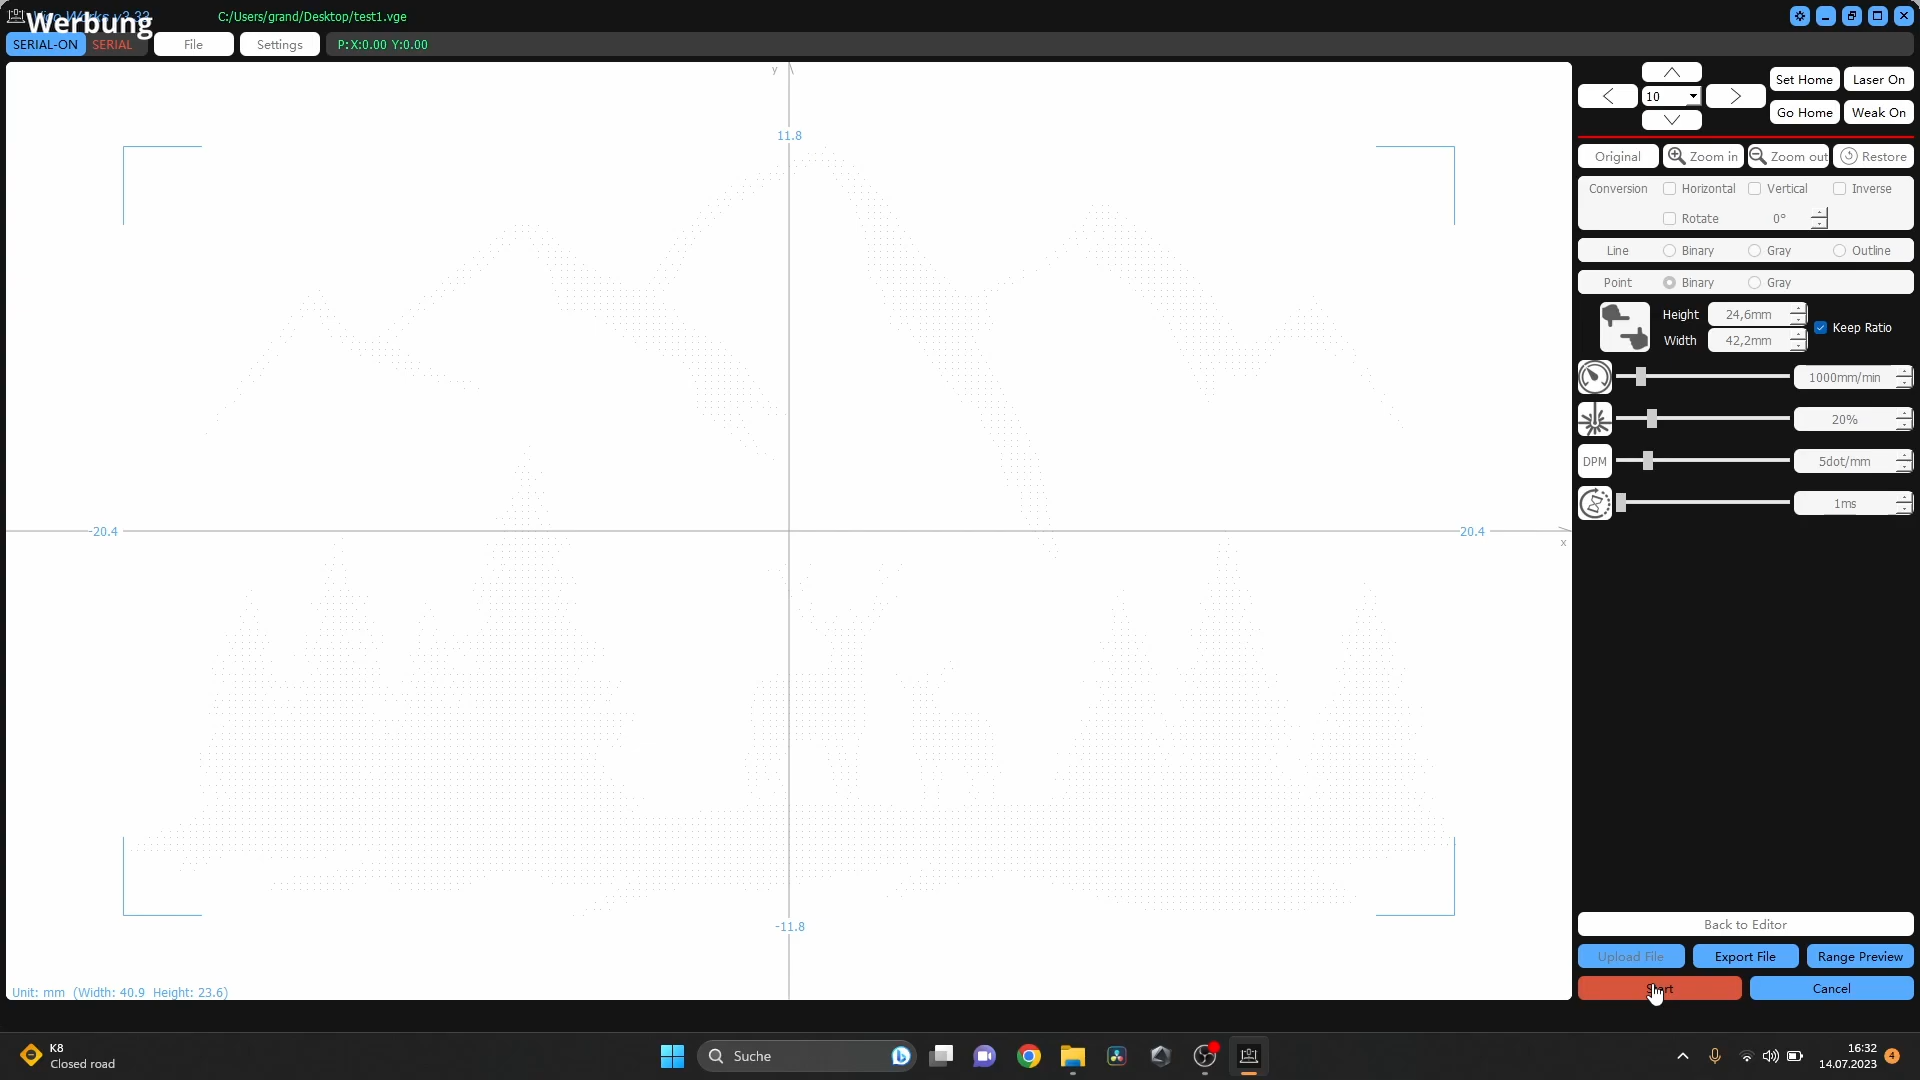 Werbung
C:/Users/grand/Desktop/test1.vge
SERIAL-ON SERIAL File Settings P: X:0.00 Y:0.00
y
11.8
-20.4
20.4
x
-11.8
Unit: mm (Width: 40.9 Height: 23.6)
10
Set Home Laser On
Go Home Weak On
Original Zoom in Zoom out Restore
Conversion Horizontal Vertical Inverse
Rotate 0°
Line Binary Gray Outline
Point Binary Gray
Height 24,6mm
Width 42,2mm
Keep Ratio
1000mm/min
20%
DPM 5dot/mm
1ms
Back to Editor
Upload File Export File Range Preview
Start Cancel
K8
Closed road
Suche
16:32
14.07.2023
4